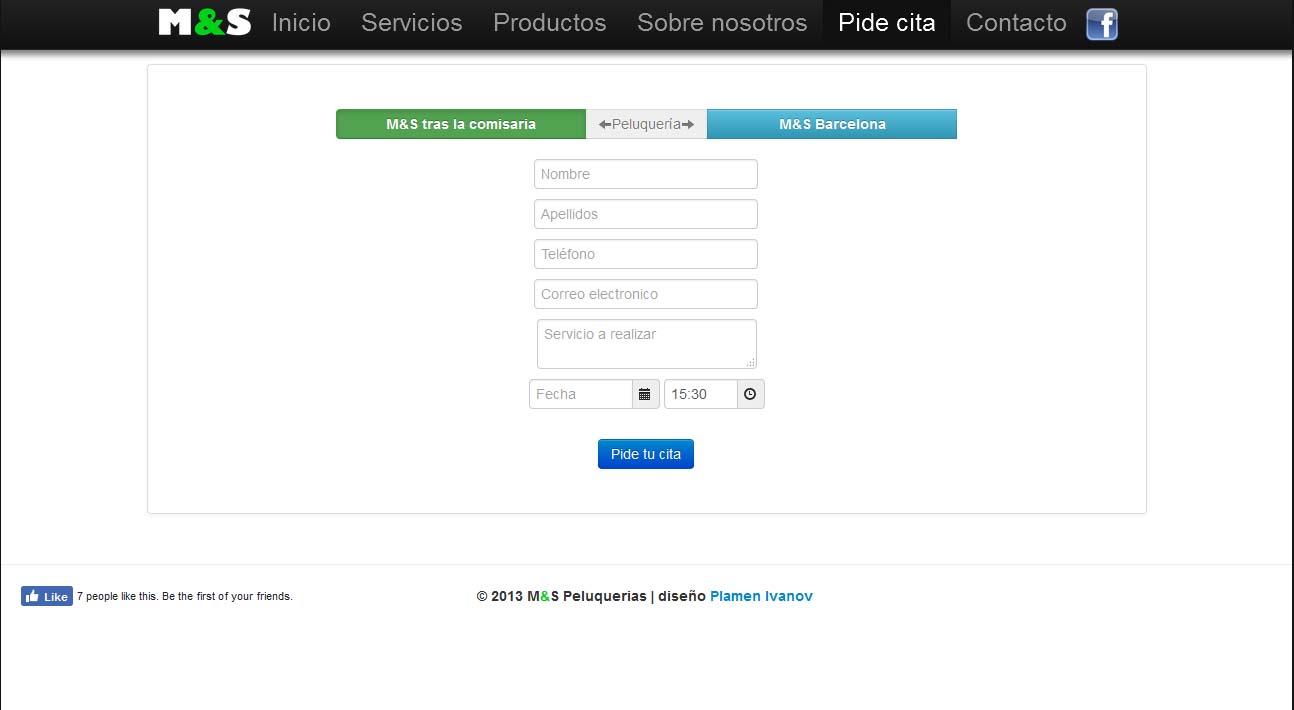 M&S Inicio Servicios Productos Sobre nosotros Pide cita Contacto f
M&S tras la comisaria Peluquería M&S Barcelona
Nombre
Apellidos
Teléfono
Correo electronico
Servicio a realizar
Fecha 15:30
Pide tu cita
Like 7 people like this. Be the first of your friends. © 2013 M&S Peluquerias | diseño Plamen Ivanov